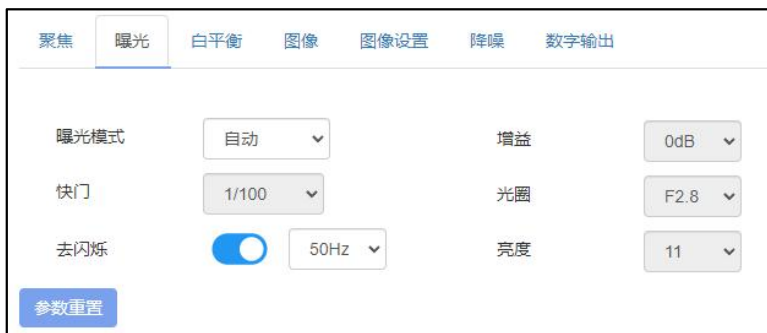 聚焦 曝光 白平衡 图像 图像设置 降噪 数字输出
曝光模式 自动 增益 0dB
快门 1/100 光圈 F2.8
去闪烁 50Hz 亮度 11
参数重置